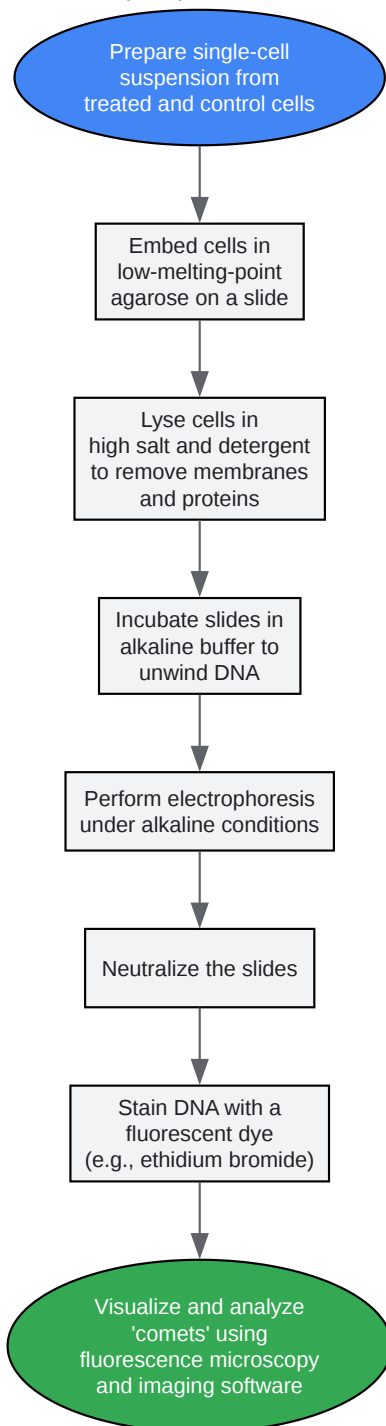 Prepare single-cell
suspension from
treated and control cells
Embed cells in
low-melting-point
agarose on a slide
Lyse cells in
high salt and detergent
to remove membranes
and proteins
Incubate slides in
alkaline buffer to
unwind DNA
Perform electrophoresis
under alkaline conditions
Neutralize the slides
Stain DNA with a
fluorescent dye
(e.g., ethidium bromide)
Visualize and analyze
'comets' using
fluorescence microscopy
and imaging software